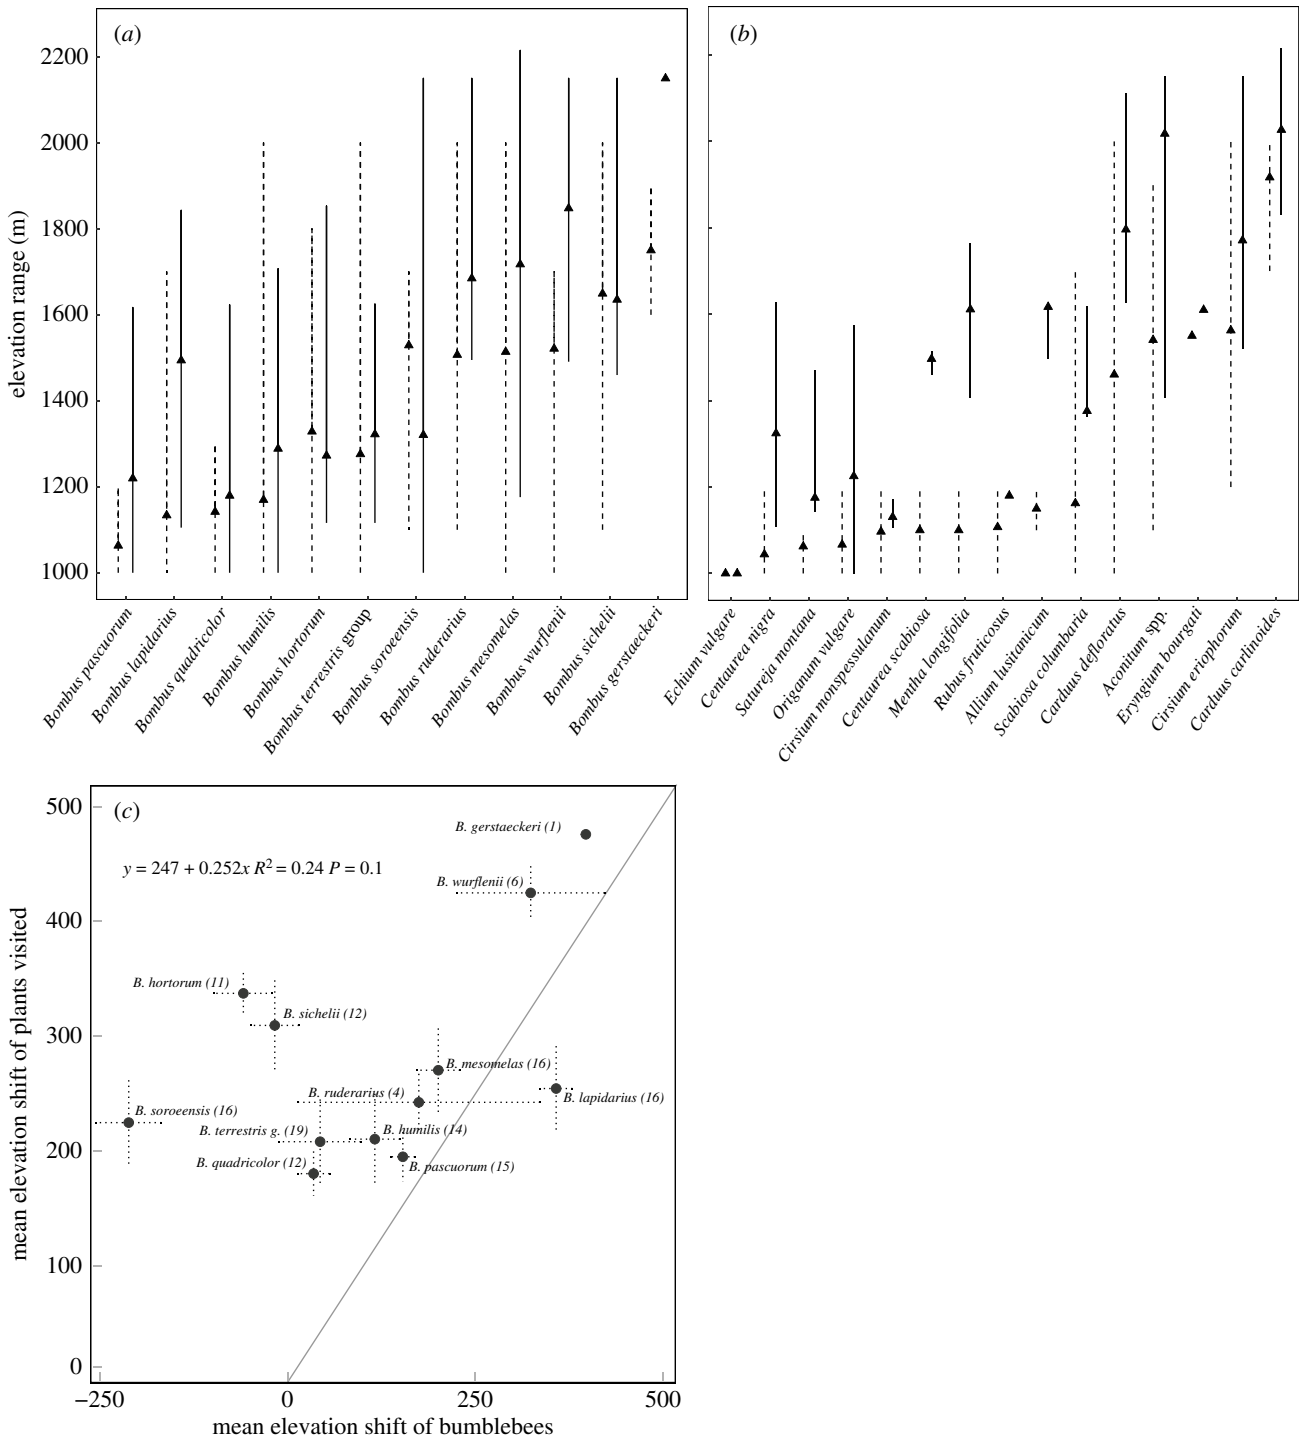 (a)
elevation range (m)
2200
2000
1800
1600
1400
1200
1000
Bombus pascuorum
Bombus lapidarius
Bombus quadricolor
Bombus humilis
Bombus hortorum
Bombus terrestris group
Bombus soroeensis
Bombus ruderarius
Bombus mesomelas
Bombus wurflenii
Bombus sichelii
Bombus gerstaeckeri
(b)
Echium vulgare
Centaurea nigra
Satureja montana
Origanum vulgare
Cirsium monspessulanum
Centaurea scabiosa
Mentha longifolia
Rubus fruticosus
Allium lusitanicum
Scabiosa columbaria
Carduus defloratus
Aconitum spp.
Eryngium bourgati
Cirsium eriophorum
Carduus carlinoides
(c)
mean elevation shift of plants visited
500
400
300
200
100
0
y = 247 + 0.252x R² = 0.24 P = 0.1
B. gerstaeckeri (1)
B. wurflenii (6)
B. hortorum (11)
B. sichelii (12)
B. mesomelas (16)
B. ruderarius (4)
B. lapidarius (16)
B. soroeensis (16)
B. terrestris g. (19)
B. humilis (14)
B. quadricolor (12)
B. pascuorum (15)
−250
0
250
500
mean elevation shift of bumblebees